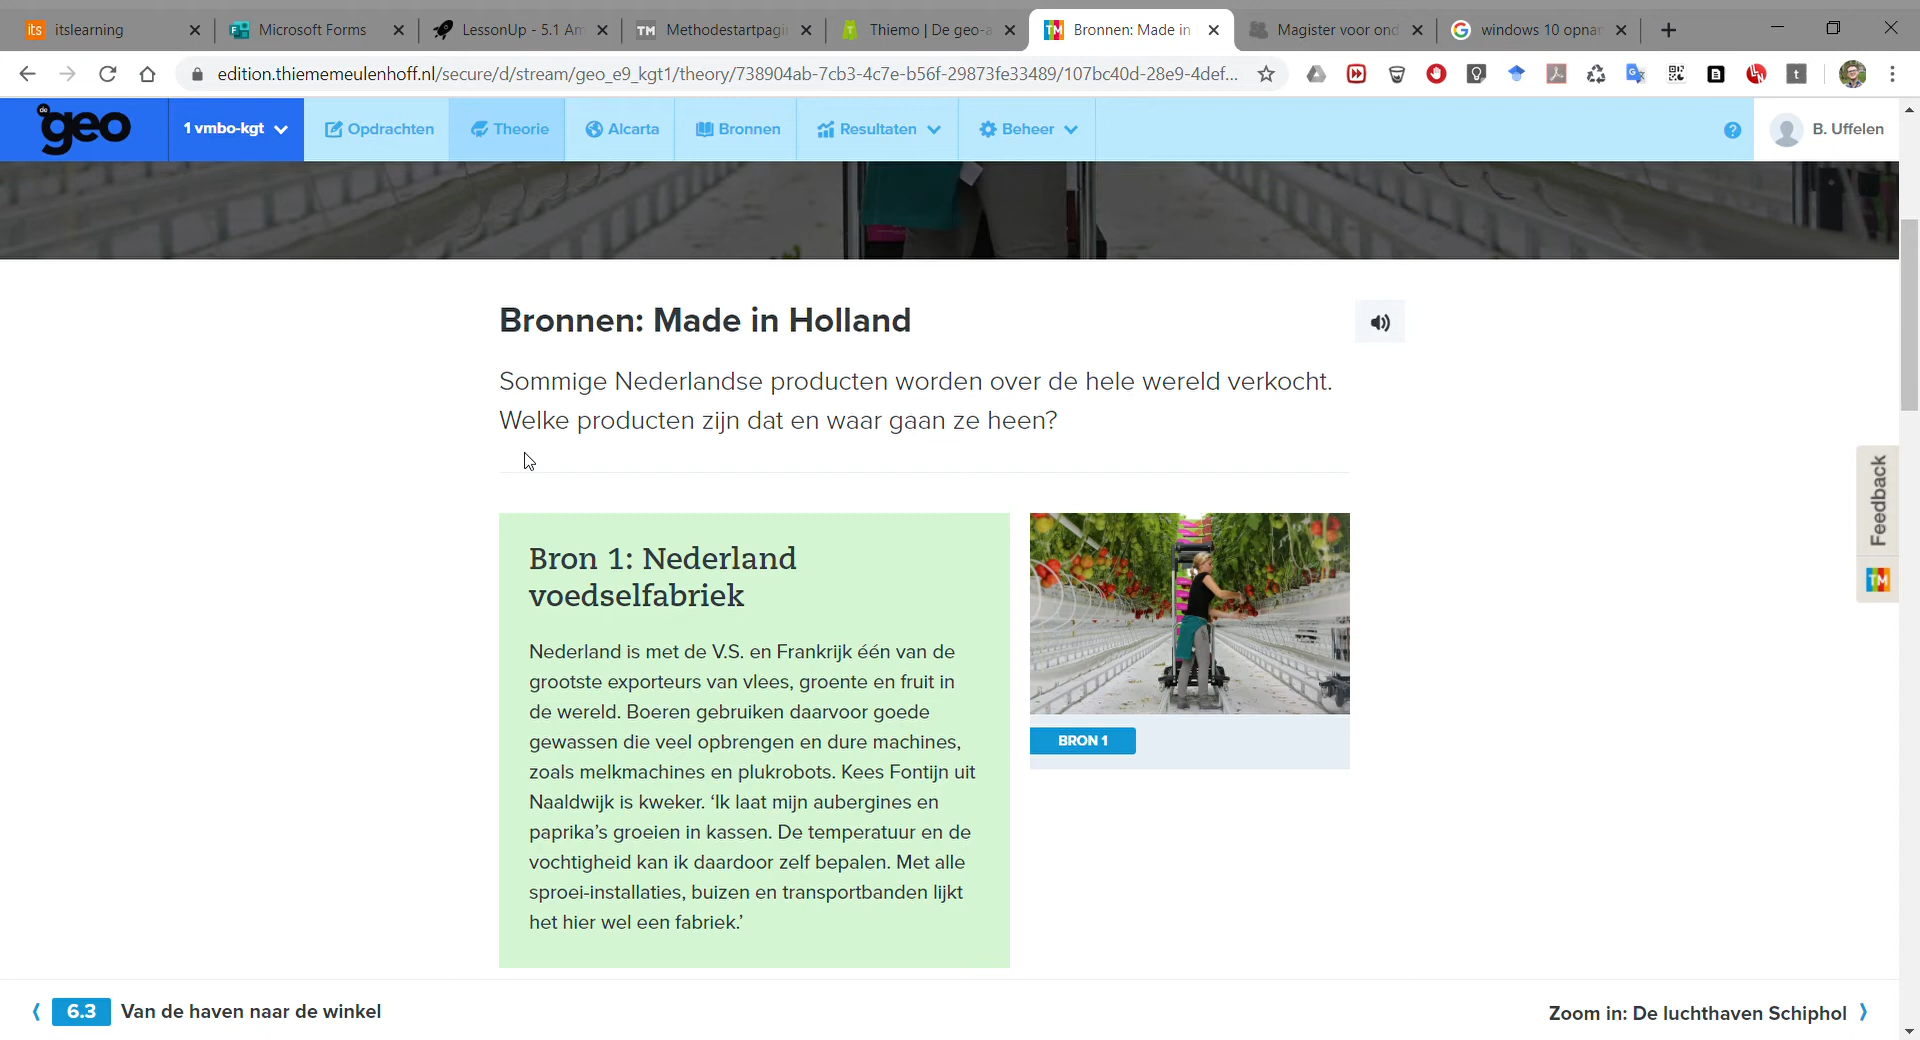 itslearning
Microsoft Forms
LessonUp - 5.1 Am
Methodestartpagi
Thiemo | De geo-a
Bronnen: Made in
Magister voor ond
windows 10 opnam
edition.thiememeulenhoff.nl/secure/d/stream/geo_e9_kgt1/theory/738904ab-7cb3-4c7e-b56f-29873fe33489/107bc40d-28e9-4def...
de geo
1 vmbo-kgt
Opdrachten
Theorie
Alcarta
Bronnen
Resultaten
Beheer
?
B. Uffelen
Bronnen: Made in Holland
Sommige Nederlandse producten worden over de hele wereld verkocht.
Welke producten zijn dat en waar gaan ze heen?
Feedback
TM
Bron 1: Nederland
voedselfabriek
Nederland is met de V.S. en Frankrijk één van de
grootste exporteurs van vlees, groente en fruit in
de wereld. Boeren gebruiken daarvoor goede
gewassen die veel opbrengen en dure machines,
zoals melkmachines en plukrobots. Kees Fontijn uit
Naaldwijk is kweker. ‘Ik laat mijn aubergines en
paprika’s groeien in kassen. De temperatuur en de
vochtigheid kan ik daardoor zelf bepalen. Met alle
sproei-installaties, buizen en transportbanden lijkt
het hier wel een fabriek.’
BRON 1
6.3 Van de haven naar de winkel
Zoom in: De luchthaven Schiphol